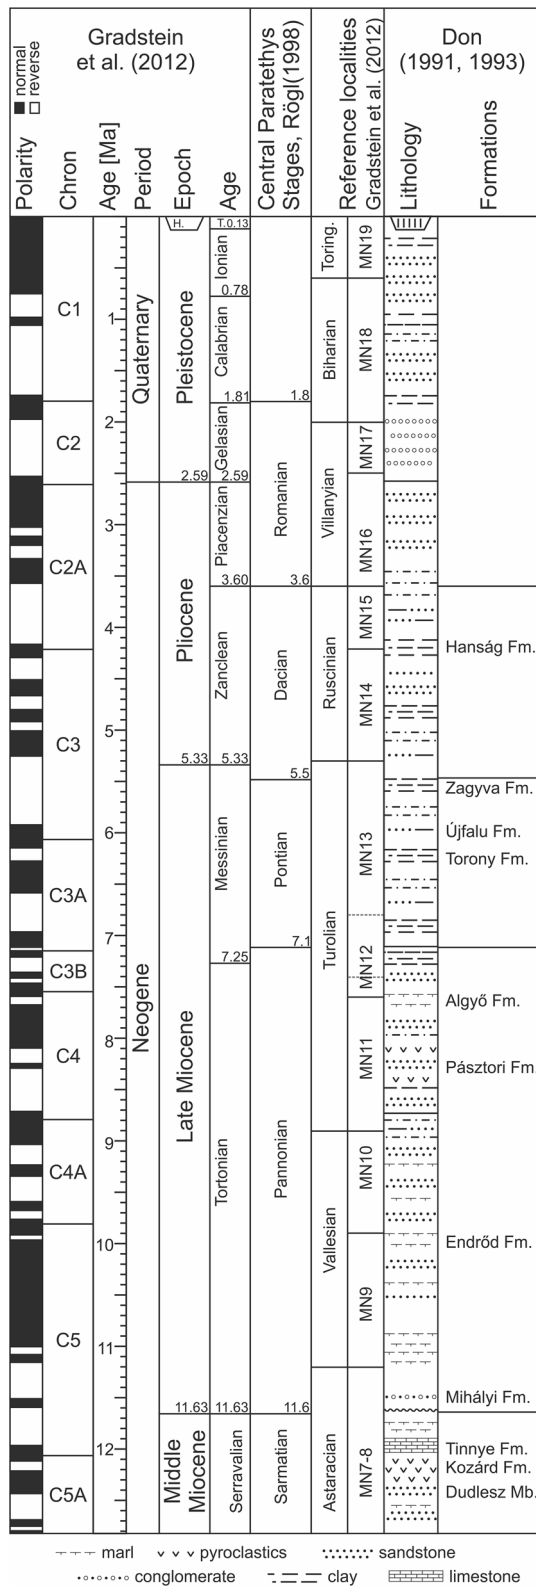 normal
reverse
Gradstein
et al. (2012)
Central Paratethys
Stages, Rögl(1998)
Reference localities
Gradstein et al. (2012)
Don
(1991, 1993)
Polarity
Chron
Age [Ma]
Period
Epoch
Age
Lithology
Formations
C1
C2
C2A
C3
C3A
C3B
C4
C4A
C5
C5A
1
2
3
4
5
6
7
8
9
10
11
12
Quaternary
Neogene
H.
Pleistocene
2.59
Pliocene
5.33
Late Miocene
11.63
Middle
Miocene
T.0.13
Ionian
0.78
Calabrian
1.81
Gelasian
2.59
Piacenzian
3.60
Zanclean
5.33
Messinian
7.25
Tortonian
11.63
Serravalian
1.8
Romanian
3.6
Dacian
5.5
Pontian
7.1
Pannonian
11.6
Sarmatian
Toring.
Biharian
Villanyian
Ruscinian
Turolian
Vallesian
Astaracian
MN19
MN18
MN17
MN16
MN15
MN14
MN13
MN12
MN11
MN10
MN9
MN7-8
Hanság Fm.
Zagyva Fm.
Újfalu Fm.
Torony Fm.
Algyő Fm.
Pásztori Fm.
Endrőd Fm.
Mihályi Fm.
Tinnye Fm.
Kozárd Fm.
Dudlesz Mb.
marl pyroclastics sandstone
conglomerate clay limestone